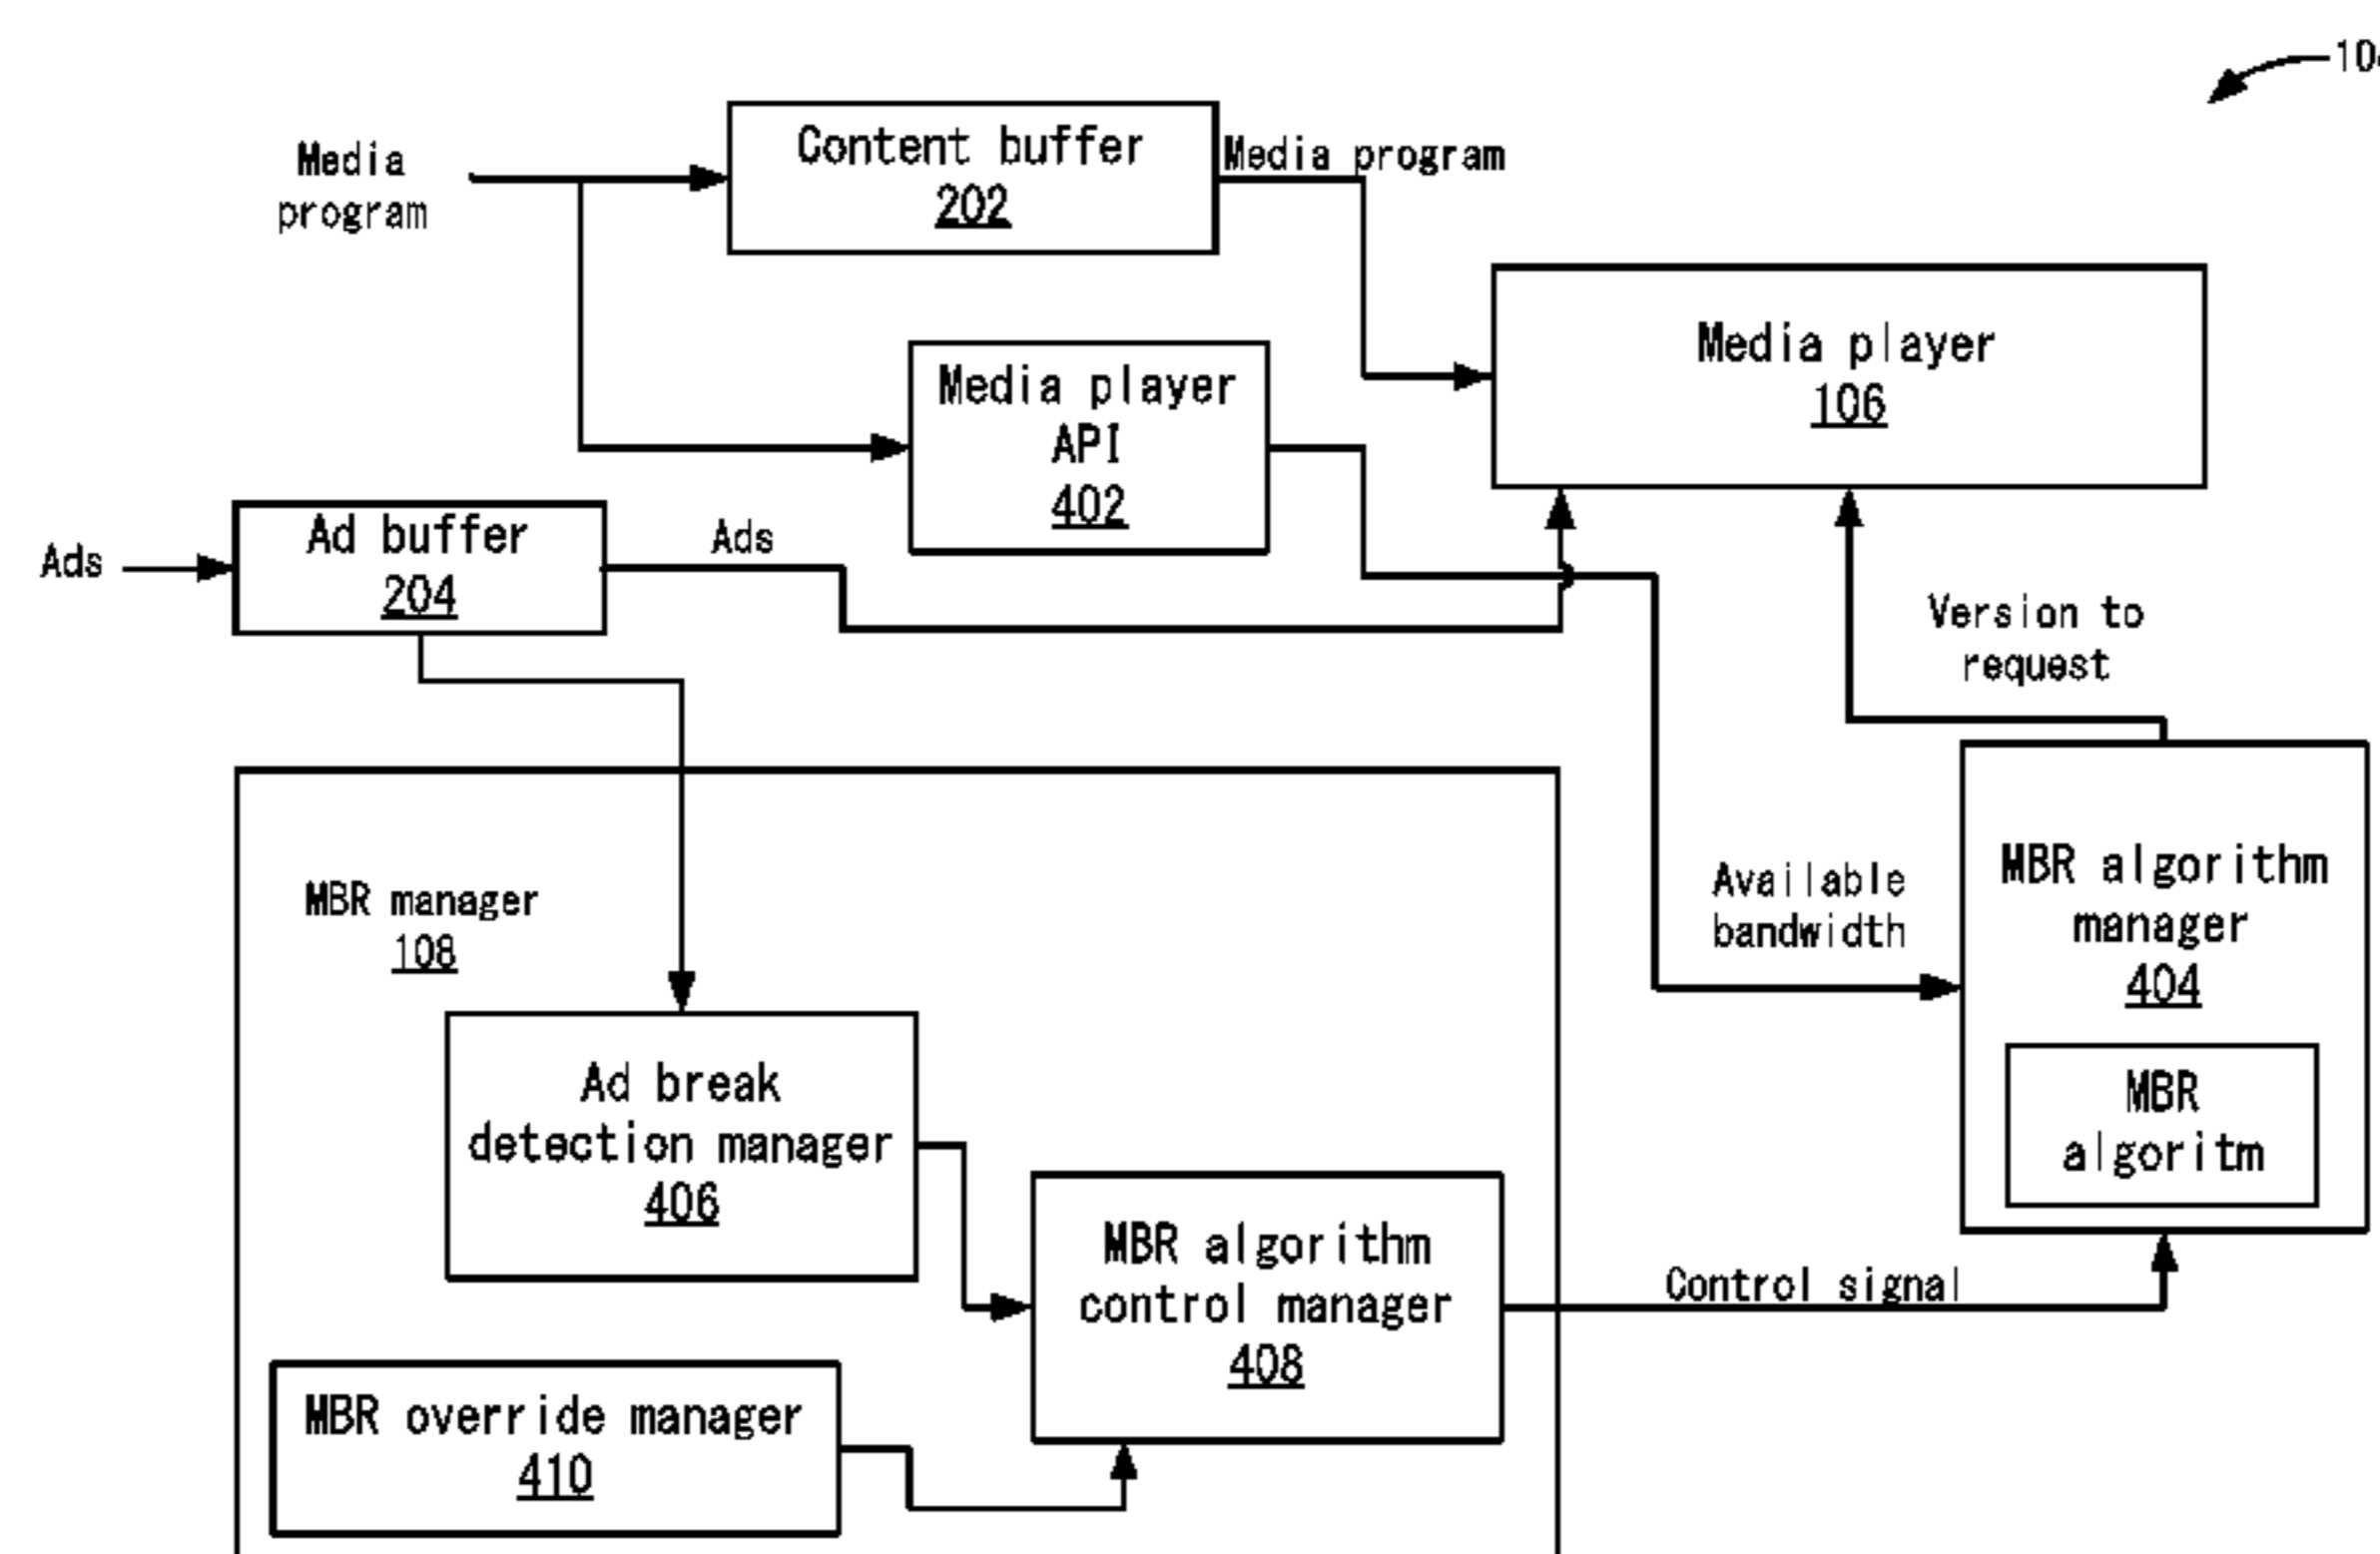 Content buffer
202
Media
program
Media program
Media player
106
Media player
API
402
Ads
Ad buffer
204
Ads
Version to
request
MBR manager
108
Available
bandwidth
MBR algorithm
manager
404
MBR
algoritm
Ad break
detection manager
406
MBR algorithm
control manager
408
Control signal
MBR override manager
410